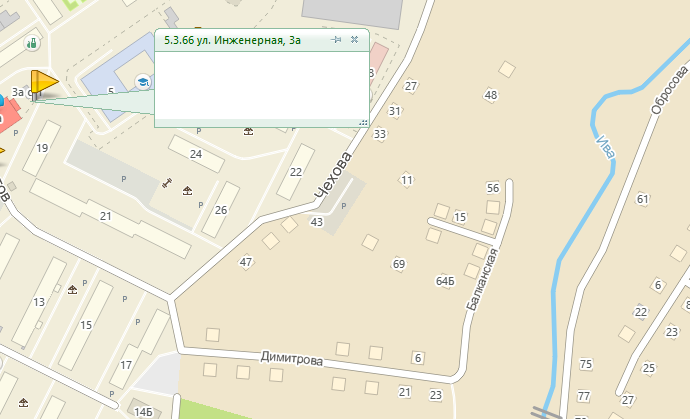 5.3.66 ул. Инженерная, 3а
3а
5
27
31
33
48
Обросова
Ива
19
24
22
Чехова
11
56
61
Р
Р
21
26
Р
43
15
47
69
64Б
Балканская
6
22
8
13
15
Р
Р
17
14Б
Димитрова
6
21
23
75
77
23
25
27